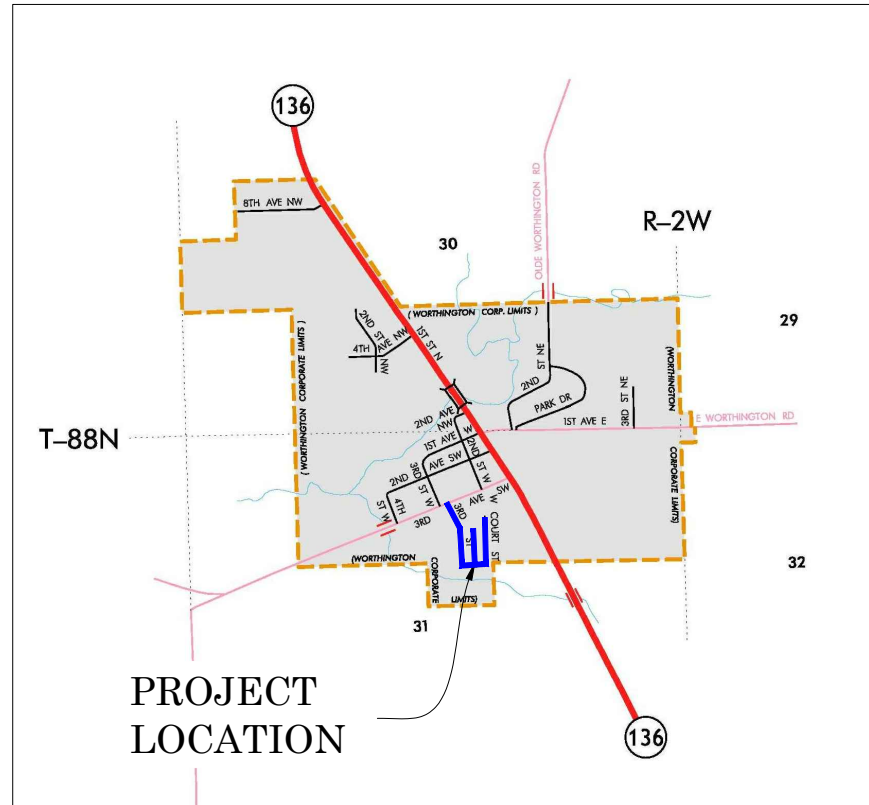 136
8TH AVE NW
OLDE WORTHINGTON RD
30
R–2W
( WORTHINGTON CORP. LIMITS )
29
( WORTHINGTON CORPORATE LIMITS )
2ND ST
NW
4TH
AVE NW
1ST ST N
2ND
ST NE
PARK DR
3RD ST NE
1ST AVE E
(WORTHINGTON
CORPORATE LIMITS)
E WORTHINGTON RD
T–88N
2ND AVE
NW
1ST AVE W
2ND ST W
2ND
AVE SW
3RD
ST W
4TH
ST W
3RD
AVE
SW
3RD
ST
W COURT ST
(WORTHINGTON
CORPORATE
LIMITS)
32
31
PROJECT
LOCATION
136